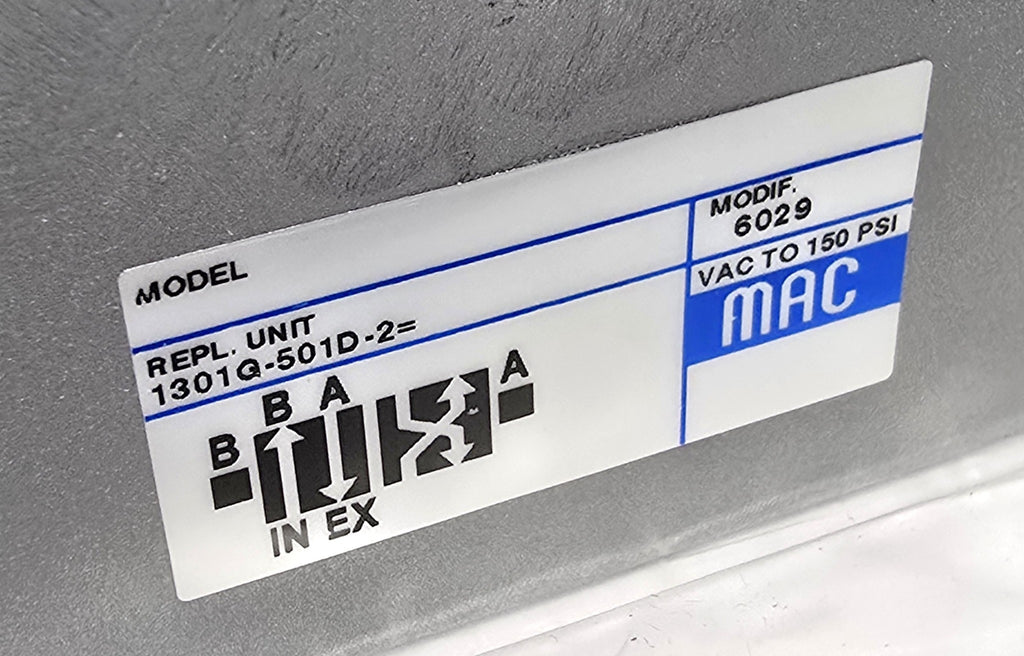 MODEL
REPL. UNIT
1301Q-501D-2=
MODIF.
6029
VAC TO 150 PSI
MAC
B A
B
A
IN EX